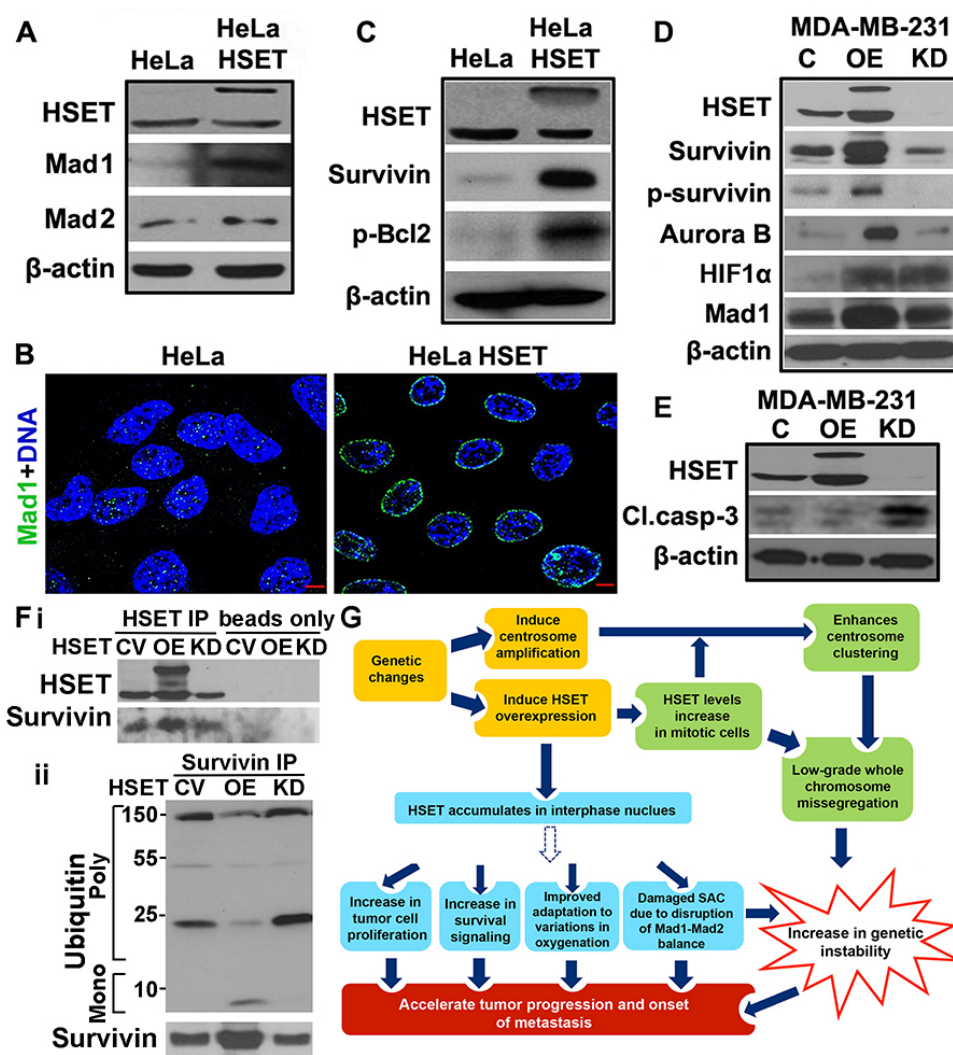 A
HeLa
HeLa
HSET
HSET
Mad1
Mad2
β-actin
B
HeLa
HeLa HSET
Mad1+DNA
C
HeLa
HeLa
HSET
HSET
Survivin
p-Bcl2
β-actin
D
MDA-MB-231
C OE KD
HSET
Survivin
p-survivin
Aurora B
HIF1α
Mad1
β-actin
E
MDA-MB-231
C OE KD
HSET
Cl.casp-3
β-actin
F i
HSET IP beads only
HSET CV OE KD CV OE KD
HSET
Survivin
ii
Survivin IP
HSET CV OE KD
150
55
25
10
Ubiquitin
Poly
Mono
Survivin
G
Genetic
changes
Induce
centrosome
amplification
Induce HSET
overexpression
HSET levels
increase
in mitotic cells
Enhances
centrosome
clustering
Low-grade whole
chromosome
missegregation
HSET accumulates in interphase nuclues
Increase in
tumor cell
proliferation
Increase in
survival
signaling
Improved
adaptation to
variations in
oxygenation
Damaged SAC
due to disruption
of Mad1-Mad2
balance
Increase in genetic
instability
Accelerate tumor progression and onset
of metastasis